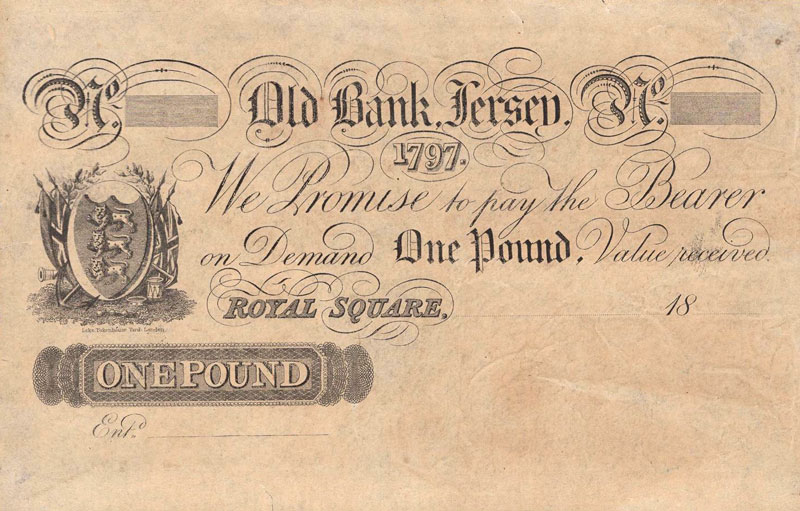 No. Old Bank, Jersey, No.
1797.
We Promise to pay the Bearer
on Demand One Pound, Value received.
ROYAL SQUARE, 18
ONE POUND
Entd.